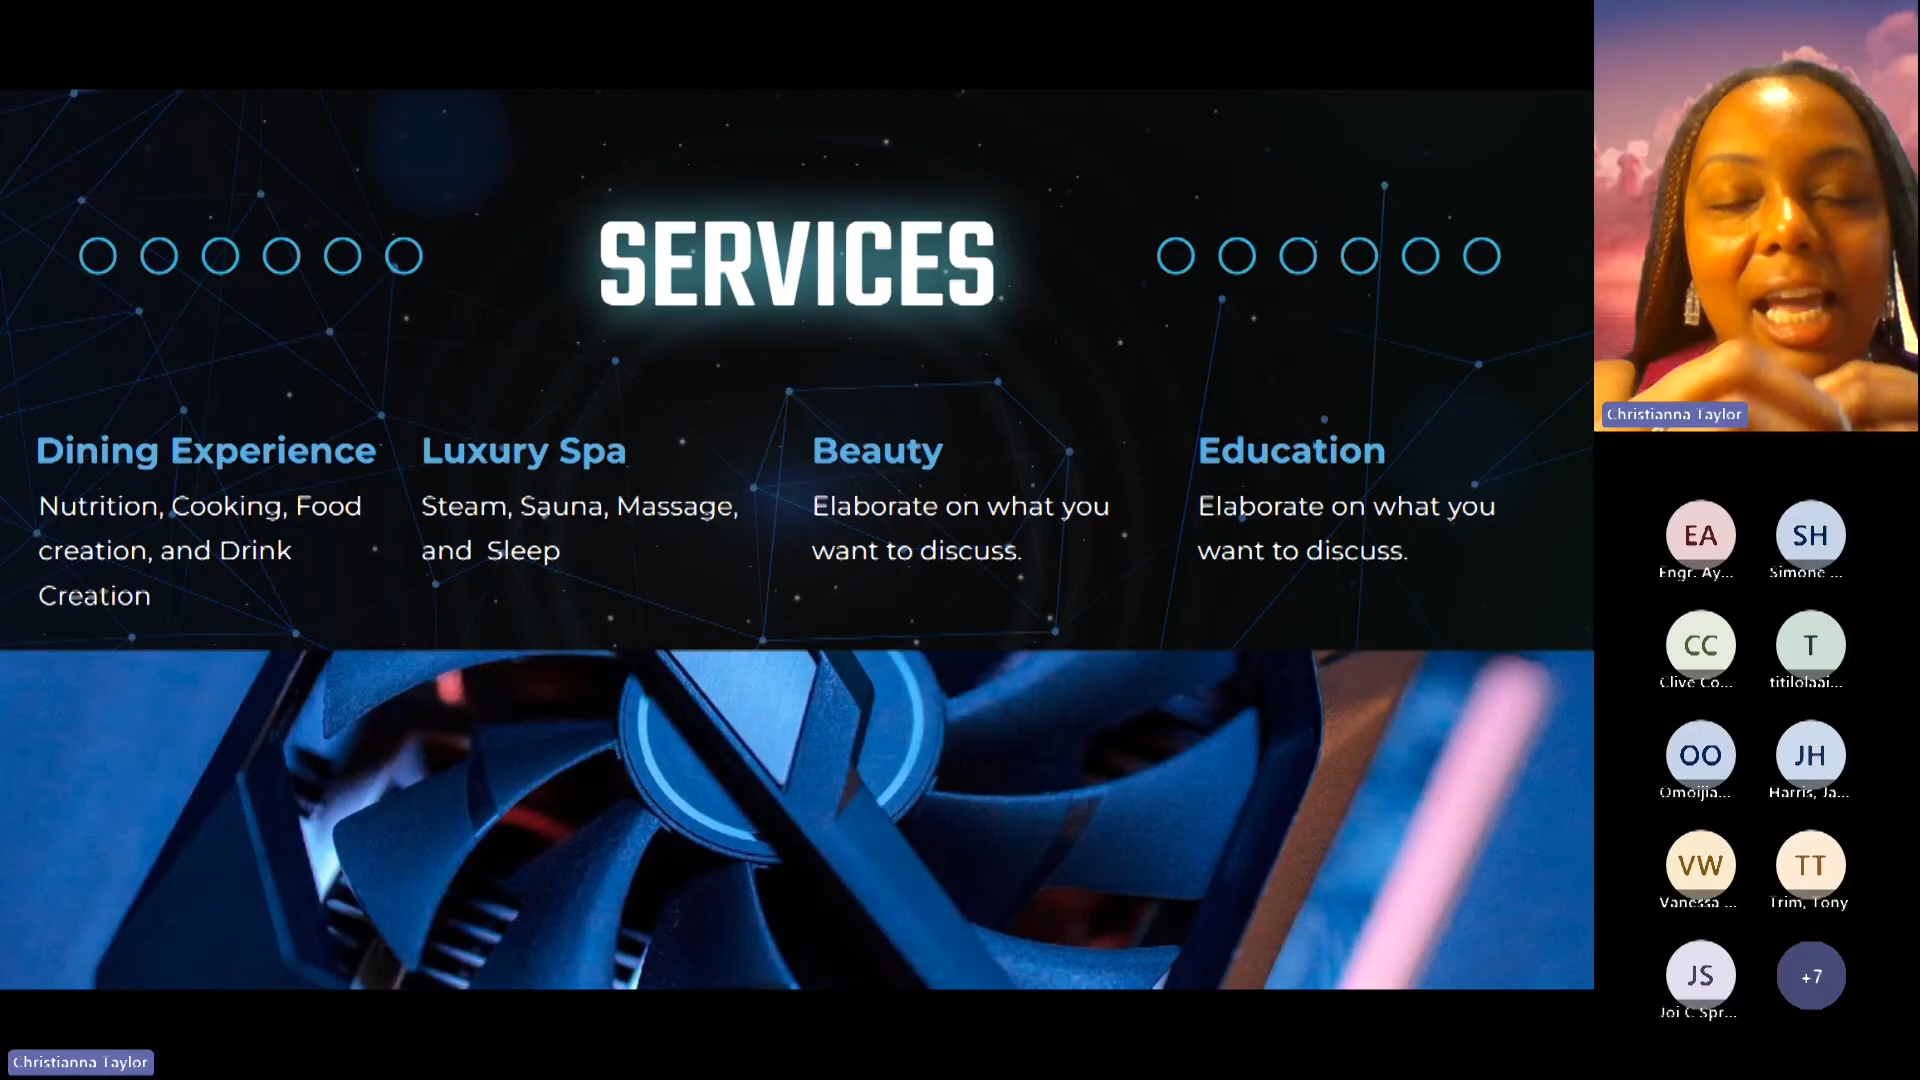 SERVICES
Dining Experience
Nutrition, Cooking, Food
creation, and Drink
Creation
Luxury Spa
Steam, Sauna, Massage,
and  Sleep
Beauty
Elaborate on what you
want to discuss.
Education
Elaborate on what you
want to discuss.
Christianna Taylor
EA
SH
Engr. Ay...
Simone ...
CC
T
Clive Co...
titilolaai...
OO
JH
Omojia...
Harris, Ja...
VW
TT
Vanessa ...
Trim, Tony
JS
+7
Joi C Spr...
Christianna Taylor